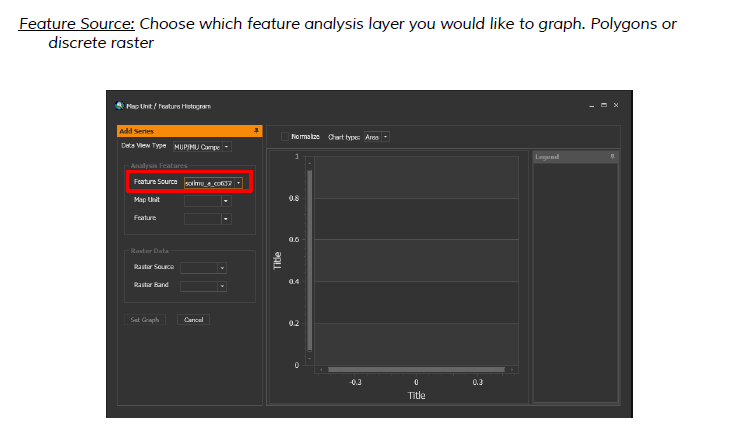 Feature Source: Choose which feature analysis layer you would like to graph. Polygons or
discrete raster
Map Unit / Feature Histogram
Add Series
Data View Type MUP/MU Compa
Analysis Features
Feature Source soilmu_a_co637
Map Unit
Feature
Raster Data
Raster Source
Raster Band
Set Graph Cancel
Normalize Chart type: Area
1
0.8
0.6
0.4
0.2
0
Title
-0.3 0 0.3
Title
Legend